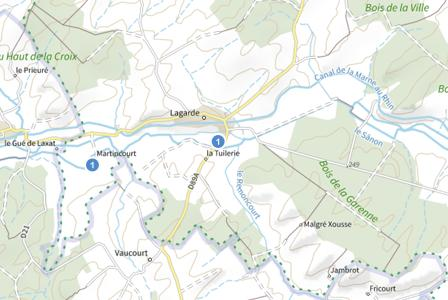 Bois de la Ville
u Haut de la Croix
le Prieuré
Canal de la Marne au Rhin
Lagarde
le Sânon
le Gué de Laxat
Martincourt
1
1
la Tuilerie
249
D89A
le Remoncourt
Bois de la Garenne
D21
Malgré Xousse
Vaucourt
Jambrot
Fricourt